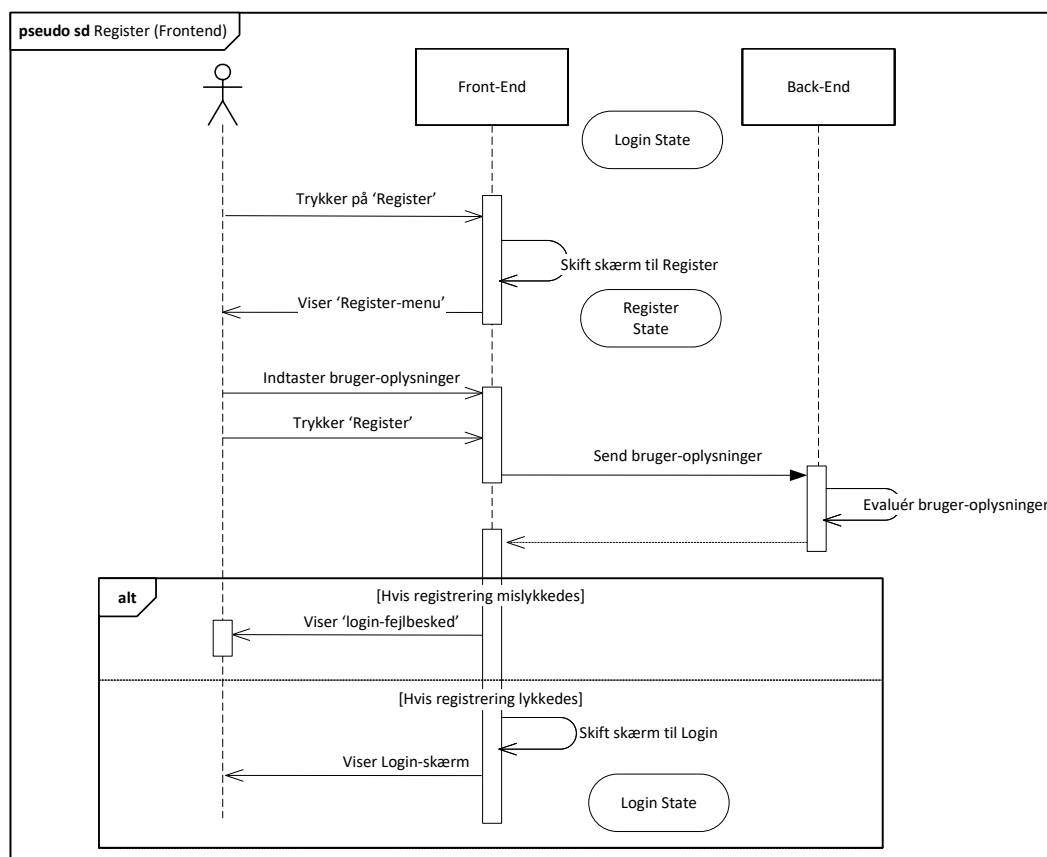 pseudo sd Register (Frontend)
Front-End
Back-End
Login State
Trykker på ‘Register’
Skift skærm til Register
Viser ‘Register-menu’
Register
State
Indtaster bruger-oplysninger
Trykker ‘Register’
Send bruger-oplysninger
Evaluér bruger-oplysninger
alt
[Hvis registrering mislykkedes]
Viser ‘login-fejlbesked’
[Hvis registrering lykkedes]
Skift skærm til Login
Viser Login-skærm
Login State